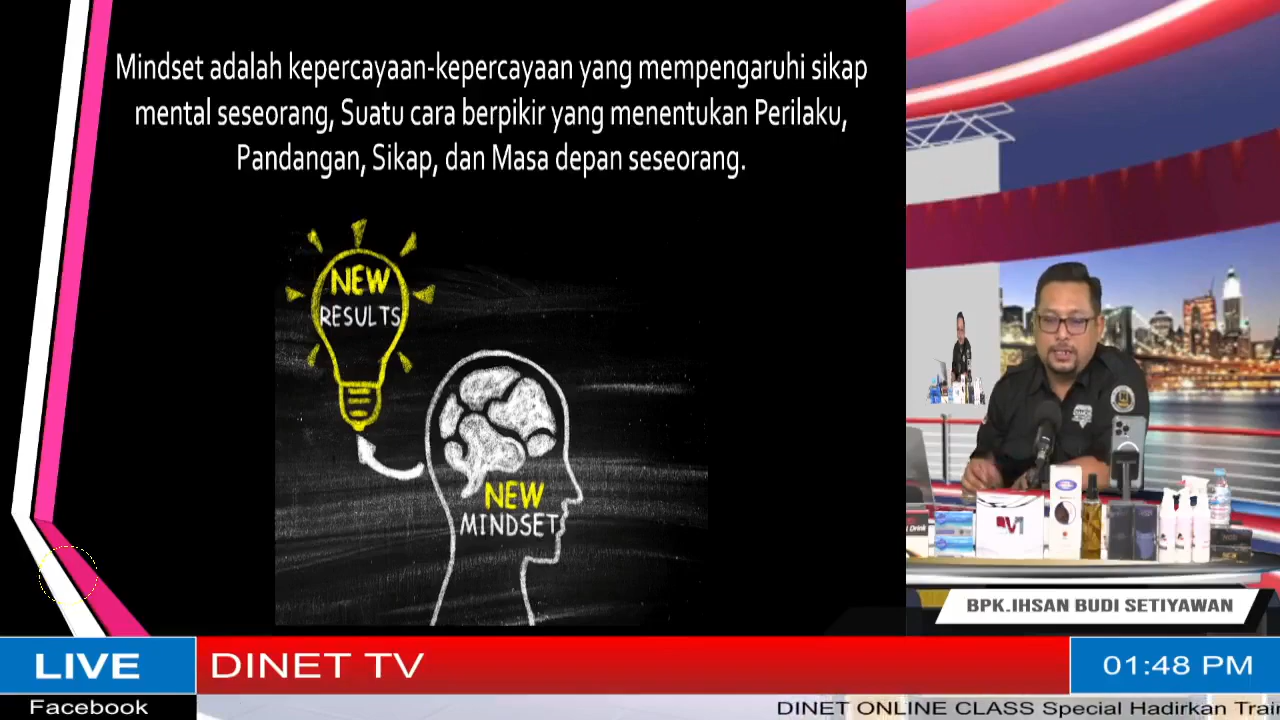 Mindset adalah kepercayaan-kepercayaan yang mempengaruhi sikap
mental seseorang, Suatu cara berpikir yang menentukan Perilaku,
Pandangan, Sikap, dan Masa depan seseorang.
NEW
RESULTS
NEW
MINDSET
BPK.IHSAN BUDI SETIYAWAN
LIVE
DINET TV
01:48 PM
Facebook
DINET ONLINE CLASS Special Hadirkan Trai